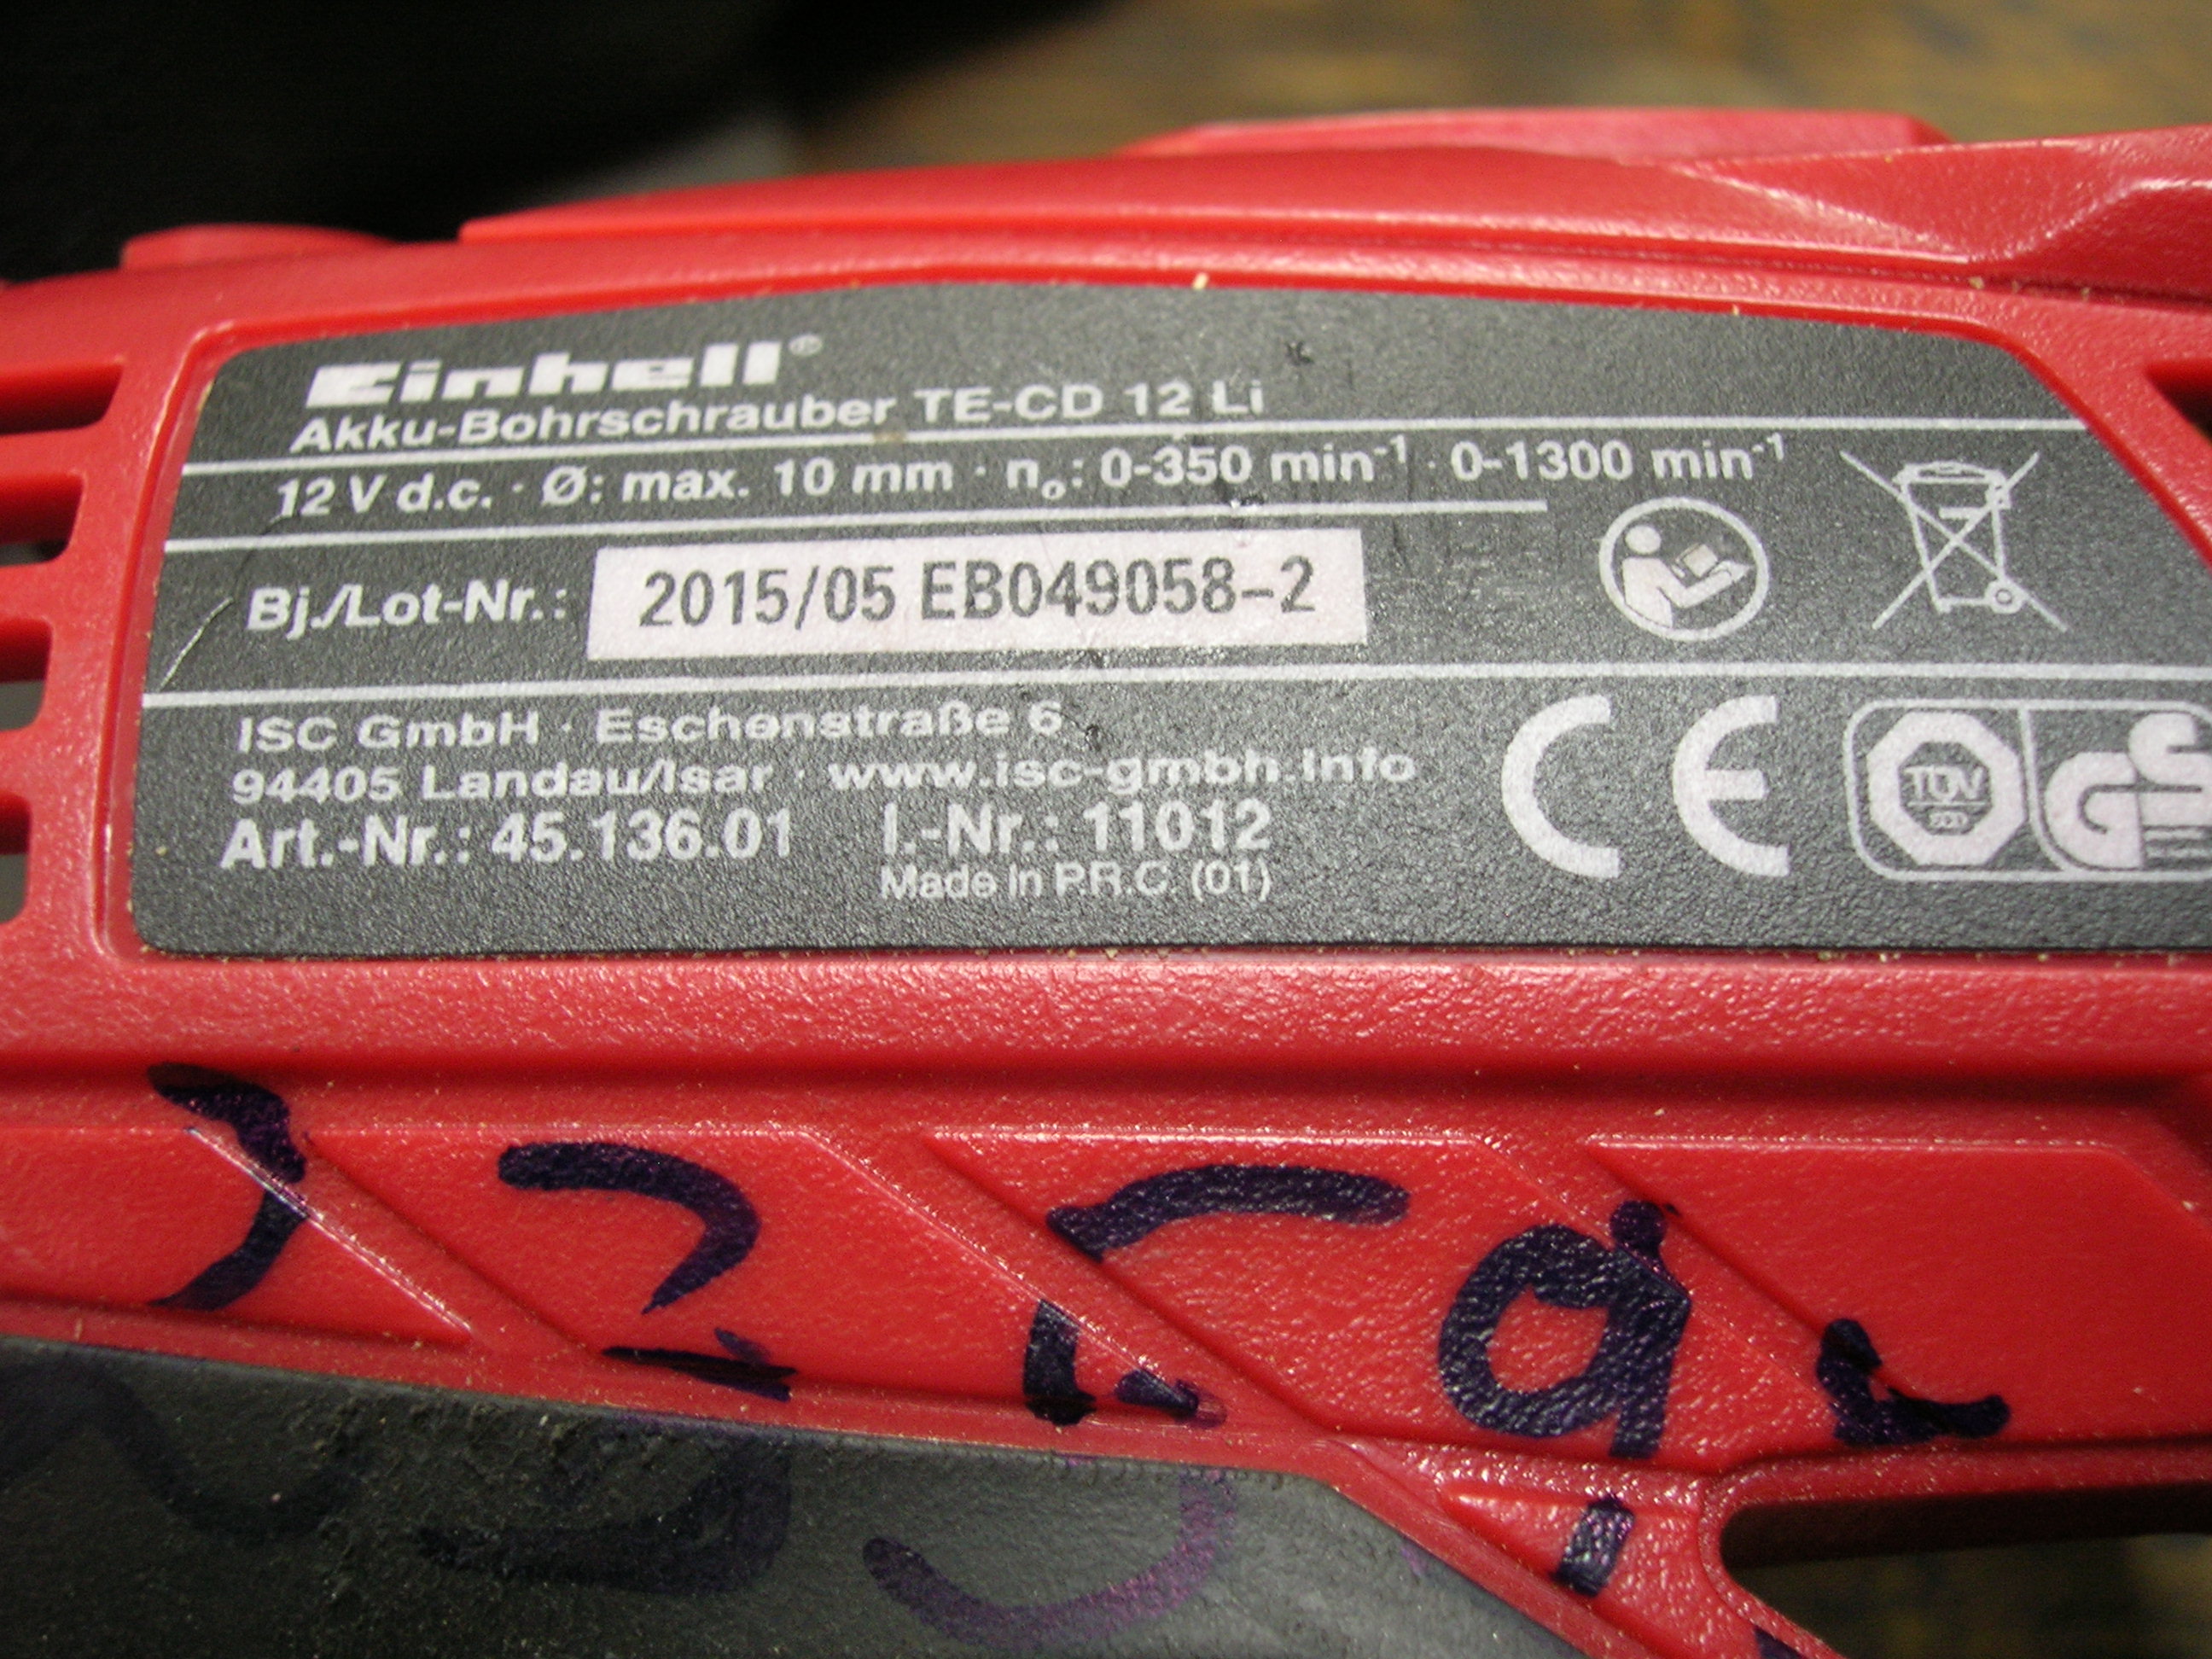 Einhell®
Akku-Bohrschrauber TE-CD 12 Li
12 V d.c. · Ø: max. 10 mm · n₀: 0-350 min⁻¹ · 0-1300 min⁻¹
Bj./Lot-Nr.: 2015/05 EB049058-2
ISC GmbH · Eschenstraße 6
94405 Landau/Isar · www.isc-gmbh.info
Art.-Nr.: 45.136.01 I.-Nr.: 11012
Made in P.R.C. (01)
CE
TÜV
GS